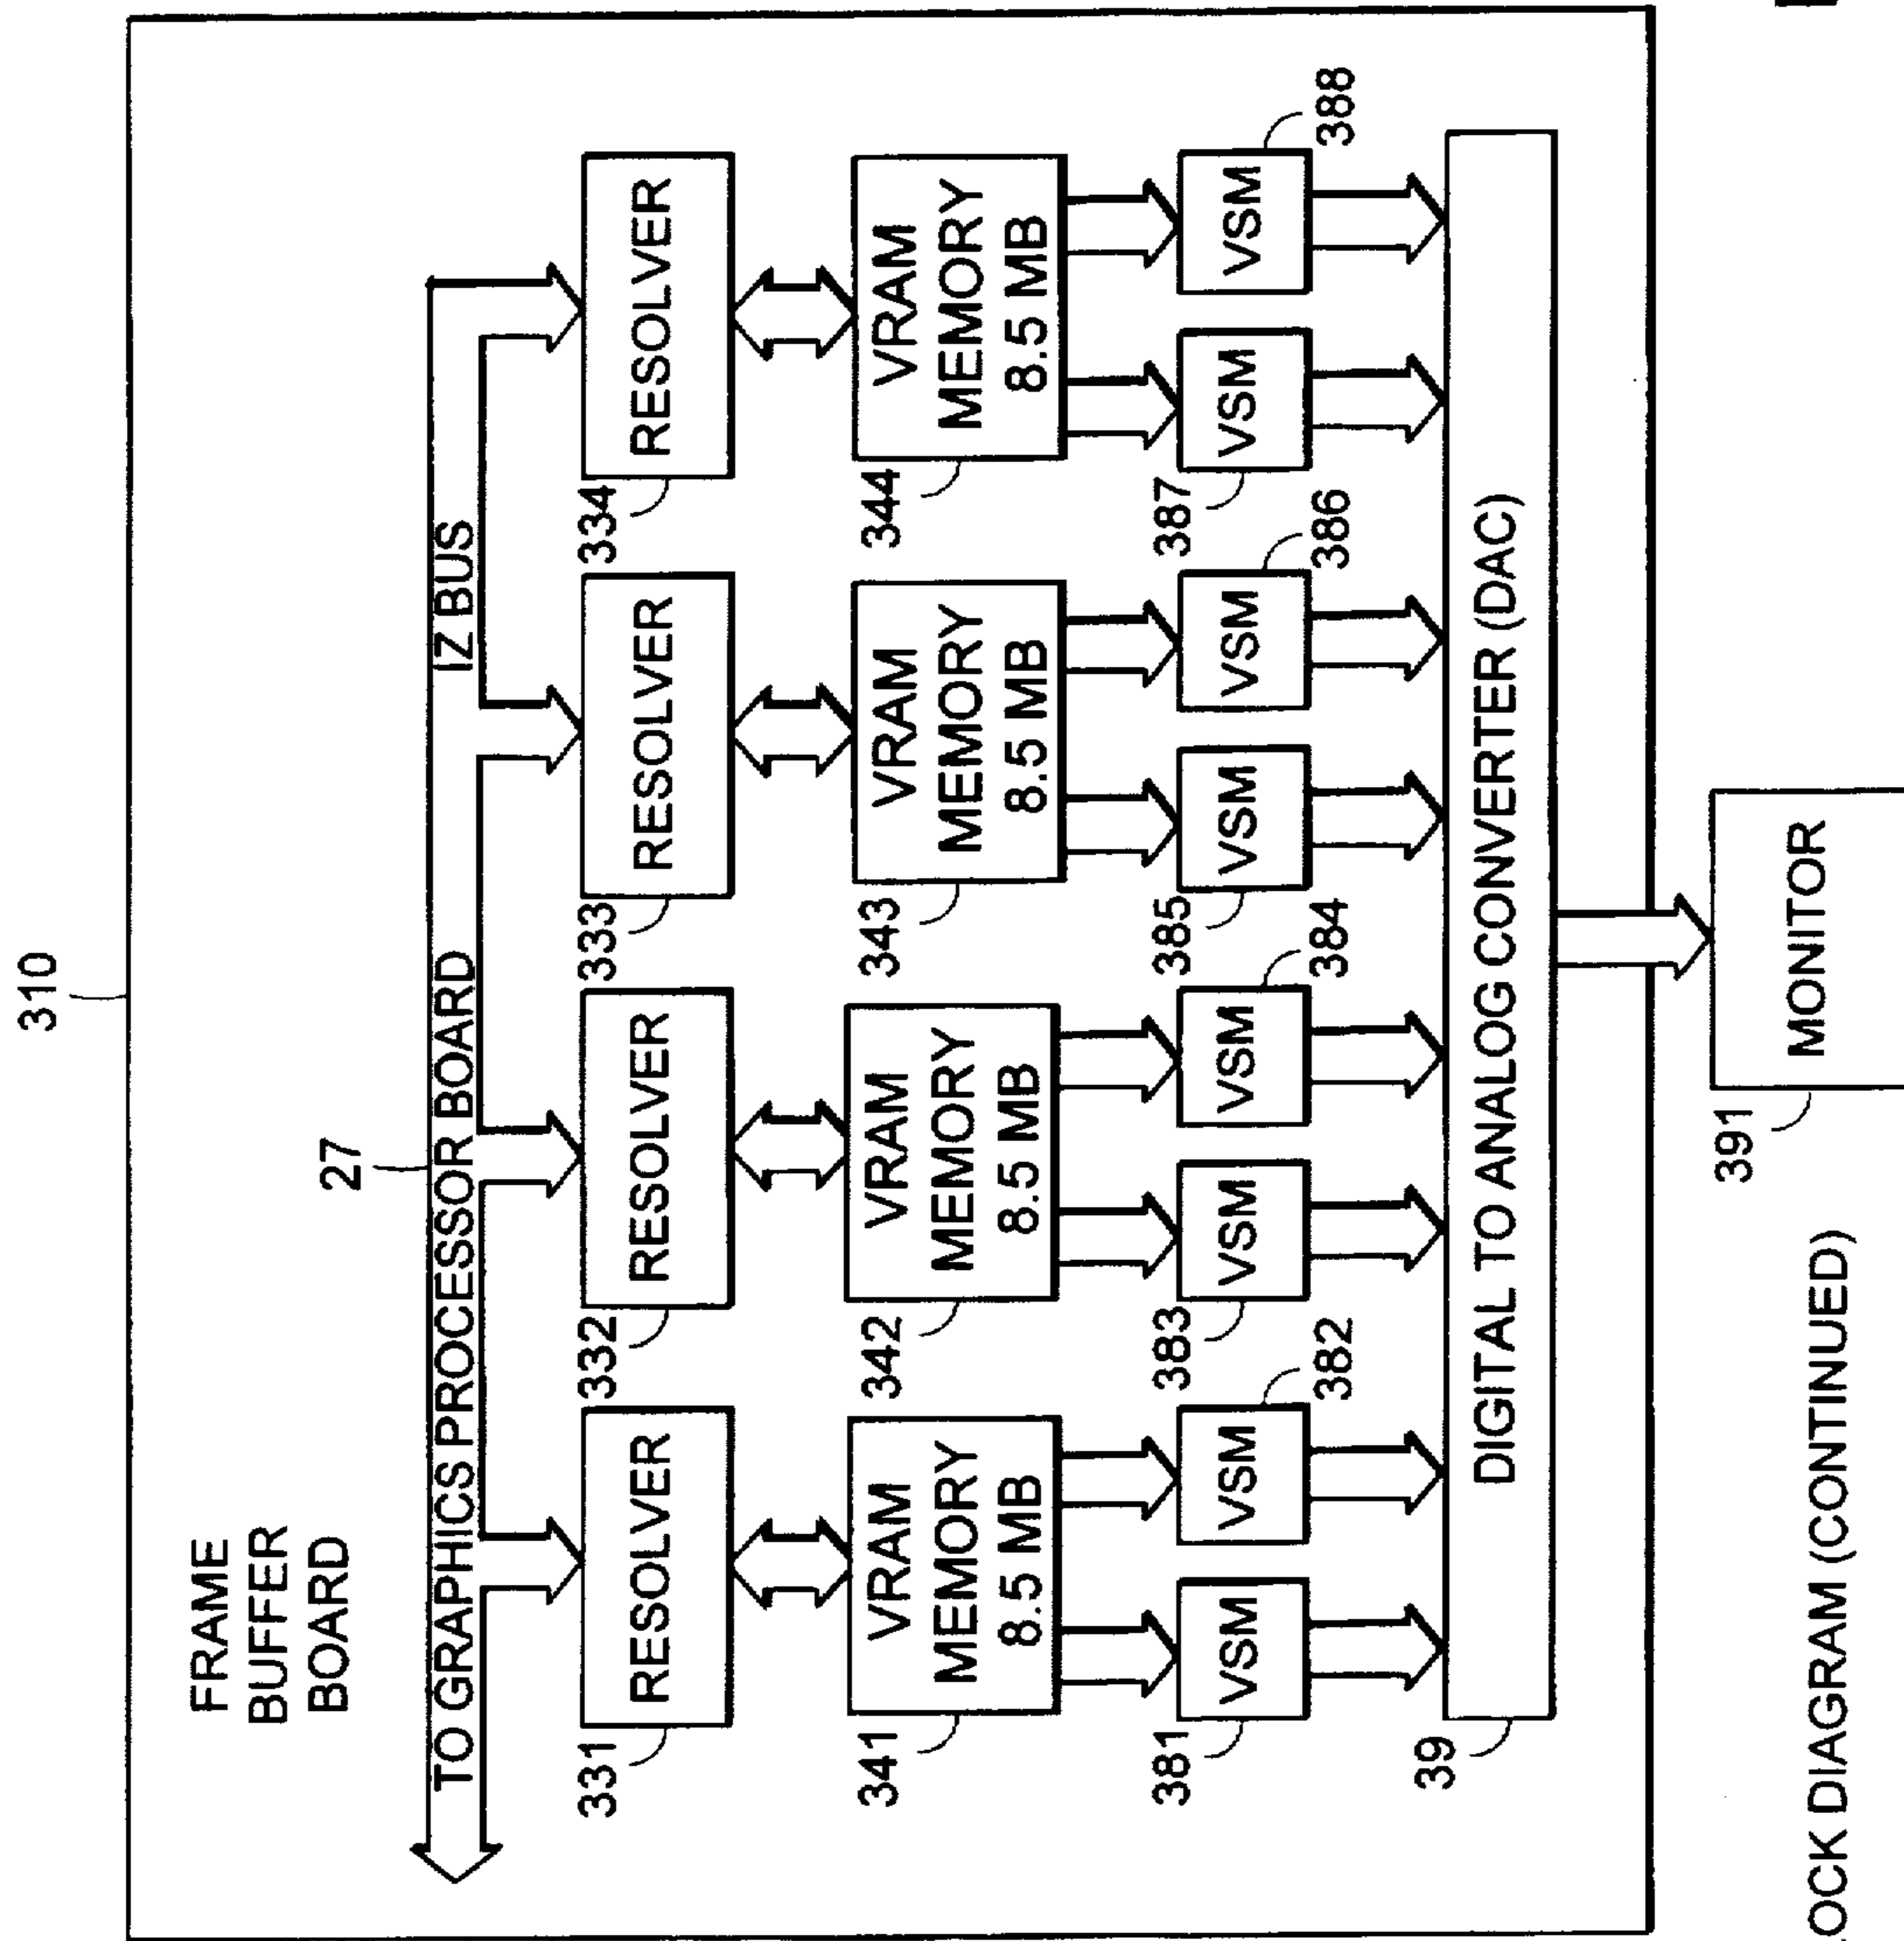 310
FRAME
BUFFER
BOARD
27
TO GRAPHICS PROCESSOR BOARD
IZ BUS
331
RESOLVER
332
RESOLVER
333
RESOLVER
334
RESOLVER
341
VRAM
MEMORY
8.5 MB
342
VRAM
MEMORY
8.5 MB
343
VRAM
MEMORY
8.5 MB
344
VRAM
MEMORY
8.5 MB
381
VSM
VSM
382
383
VSM
VSM
384
385
VSM
VSM
386
387
VSM
VSM
388
39
DIGITAL TO ANALOG CONVERTER (DAC)
391
MONITOR
DIAGRAM (CONTINUED)